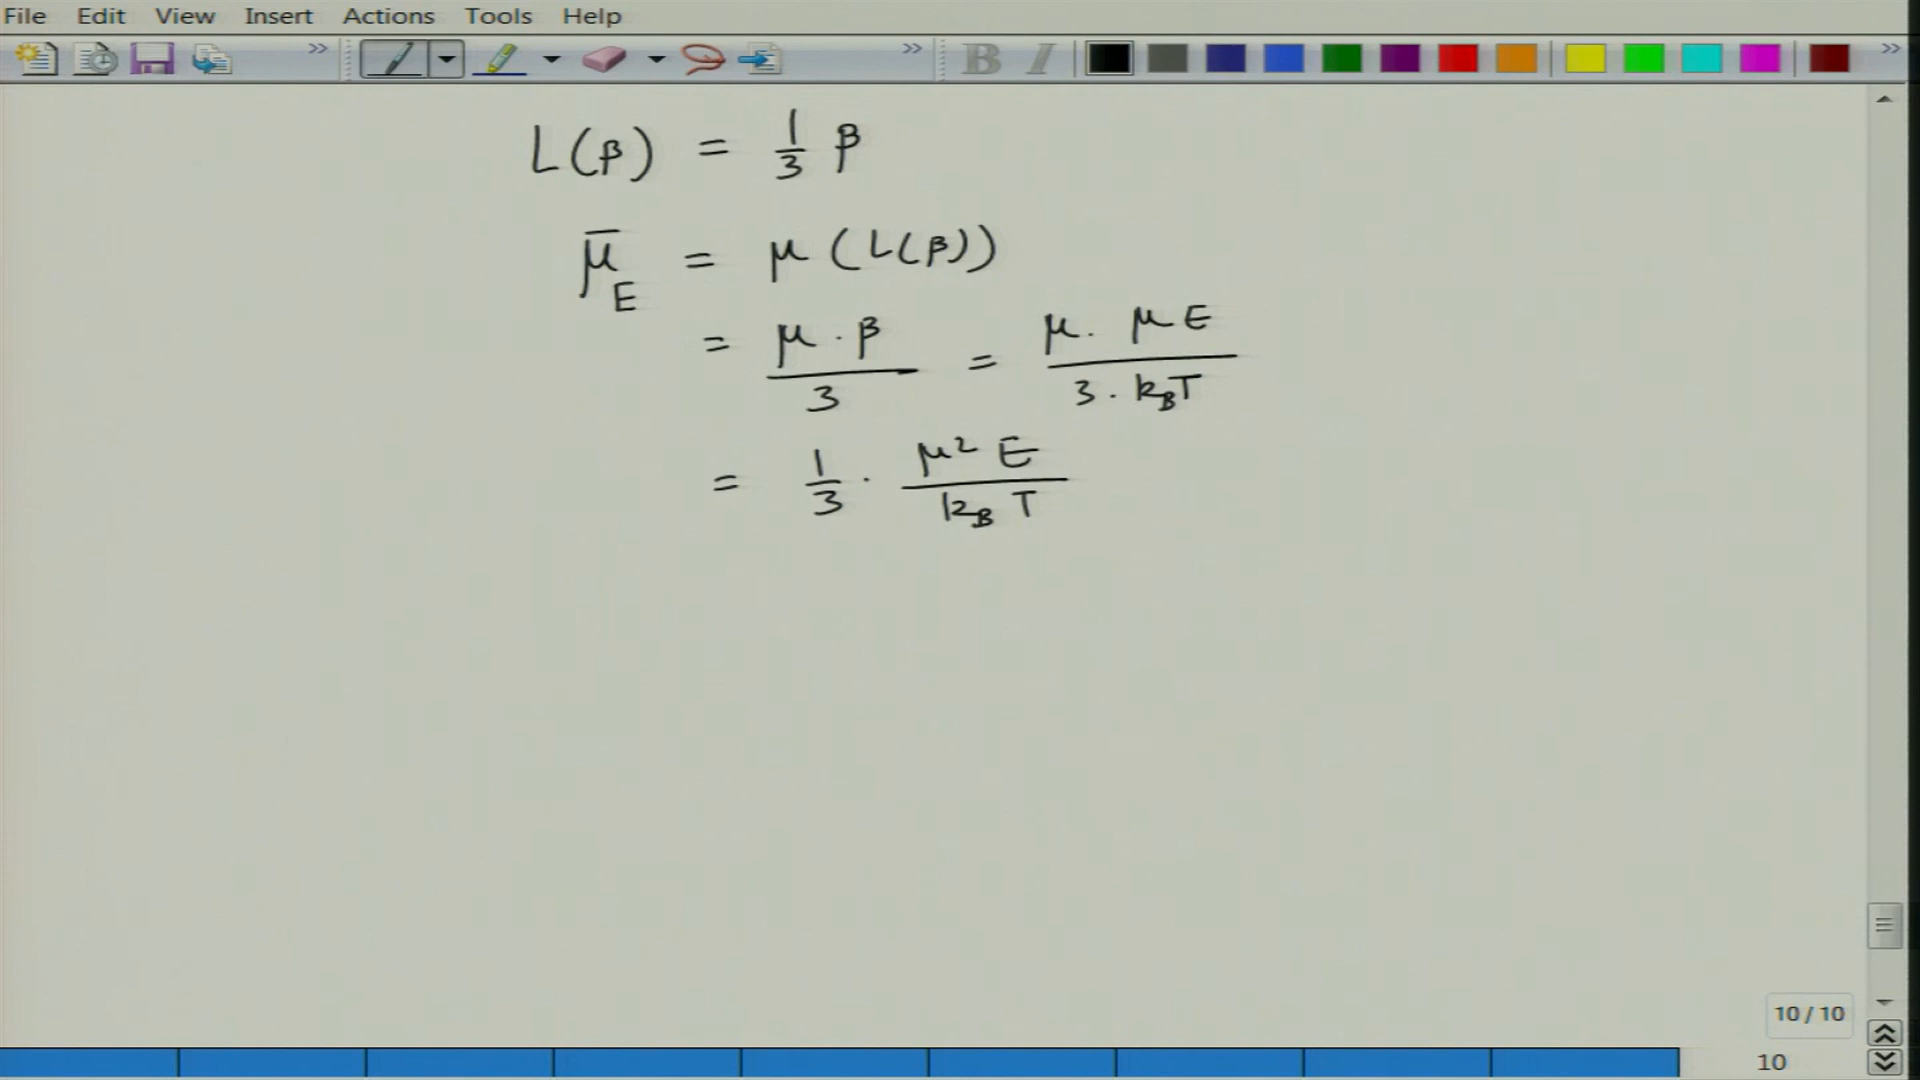 File Edit View Insert Actions Tools Help
B I
L(β) = 1/3 β
μ̄_E = μ (L(β))
= μ · β / 3 = μ · μE / 3 · k_B T
= 1/3 · μ² E / k_B T
10 / 10
10